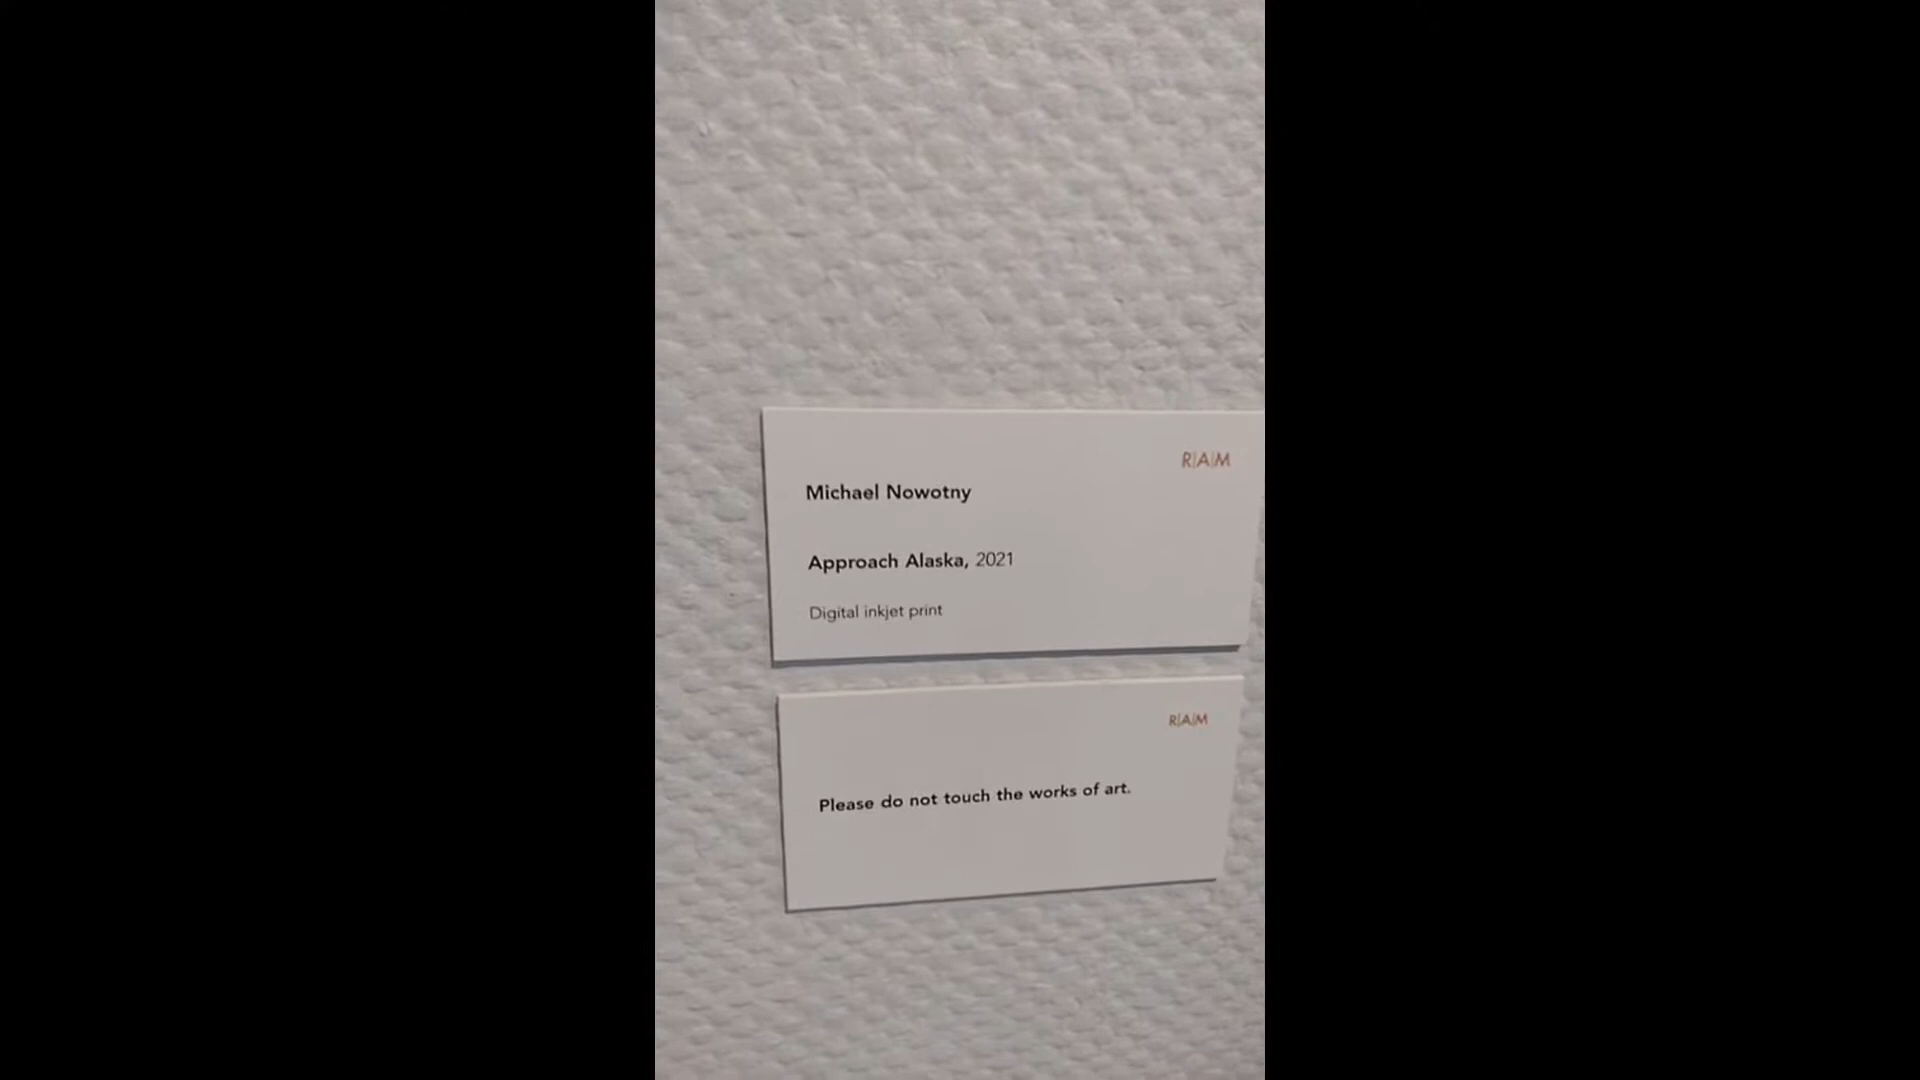 R|A|M
Michael Nowotny
Approach Alaska, 2021
Digital inkjet print
R|A|M
Please do not touch the works of art.